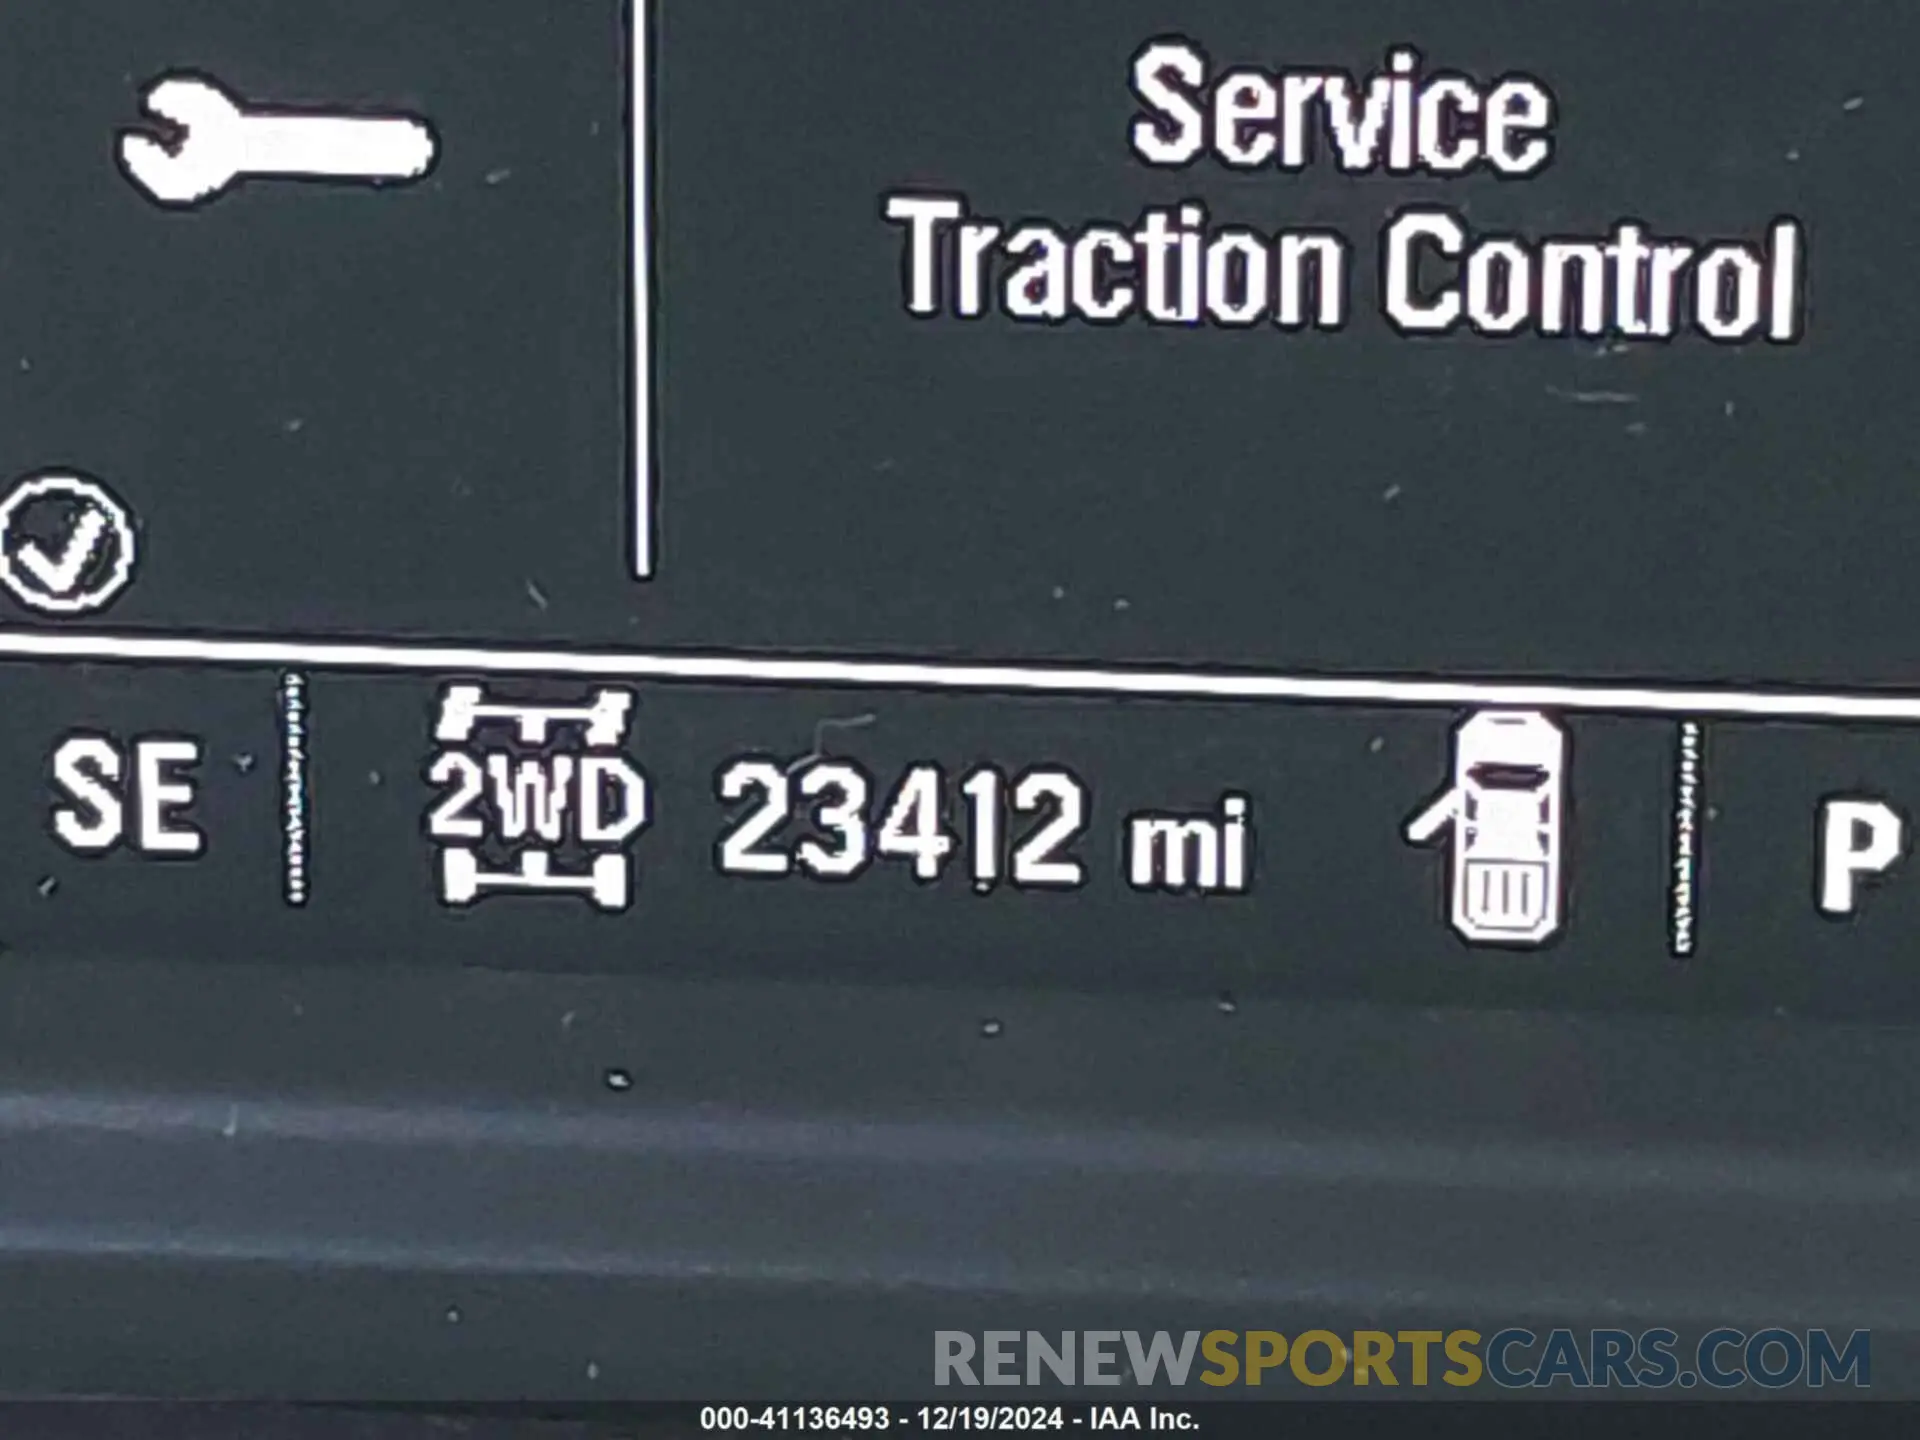 Service
Traction Control
SE 2WD 23412 mi P
RENEWSPORTSCARS.COM
000-41136493 - 12/19/2024 - IAA Inc.